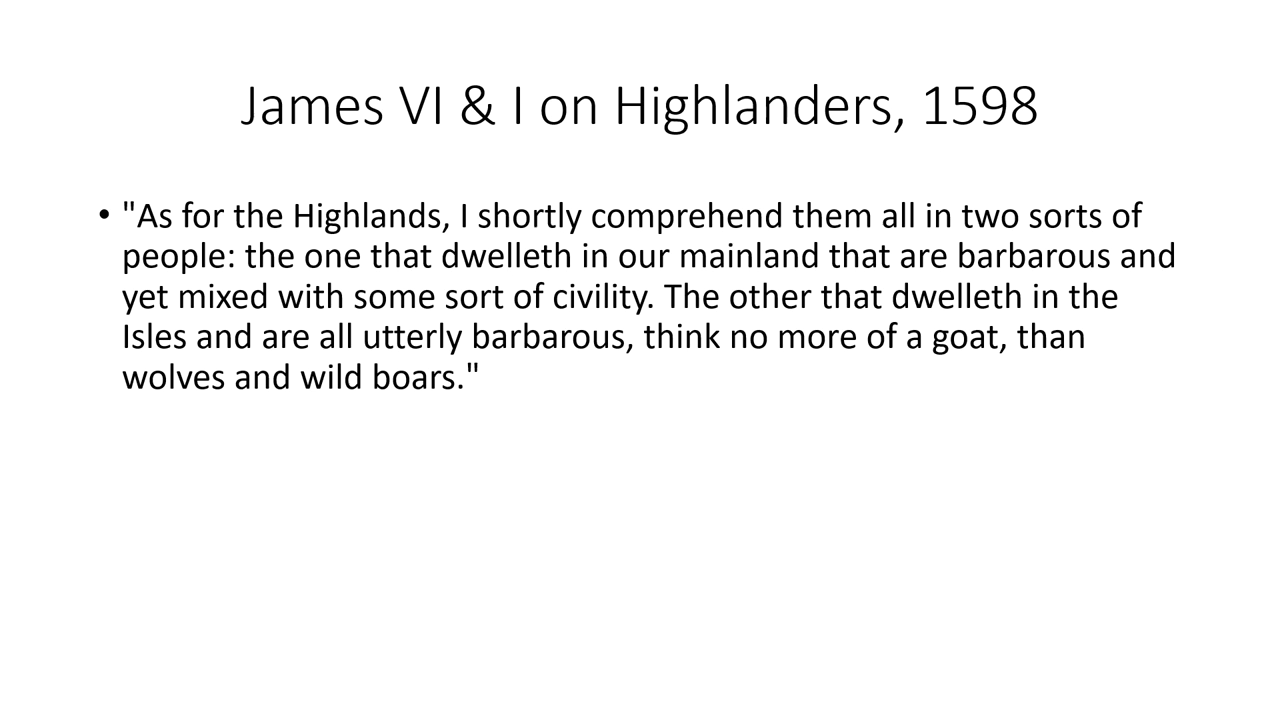 James VI & I on Highlanders, 1598
• "As for the Highlands, I shortly comprehend them all in two sorts of
people: the one that dwelleth in our mainland that are barbarous and
yet mixed with some sort of civility. The other that dwelleth in the
Isles and are all utterly barbarous, think no more of a goat, than
wolves and wild boars."